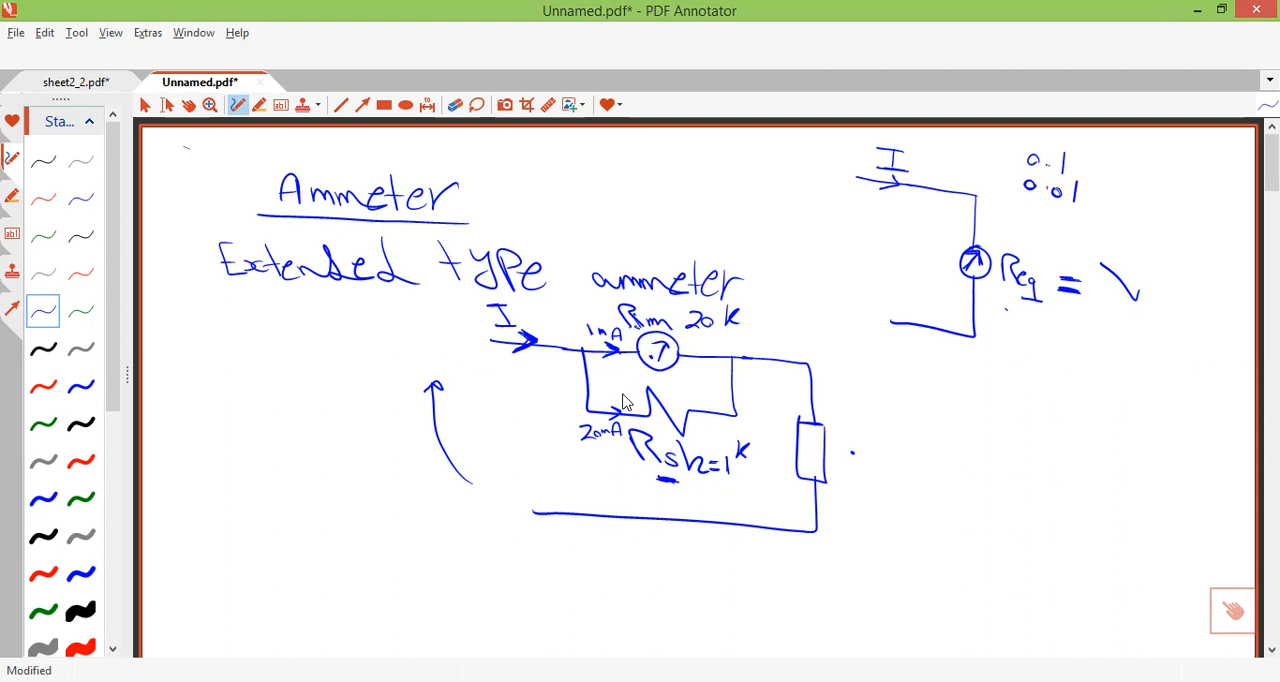 Unnamed.pdf* - PDF Annotator
File Edit Tool View Extras Window Help
sheet2_2.pdf* Unnamed.pdf*
Sta...
Ammeter
Extended type ammeter
I
1mA Rm 20 k
20mA
Rsh=1k
I
0.1
0.01
Req =
Modified